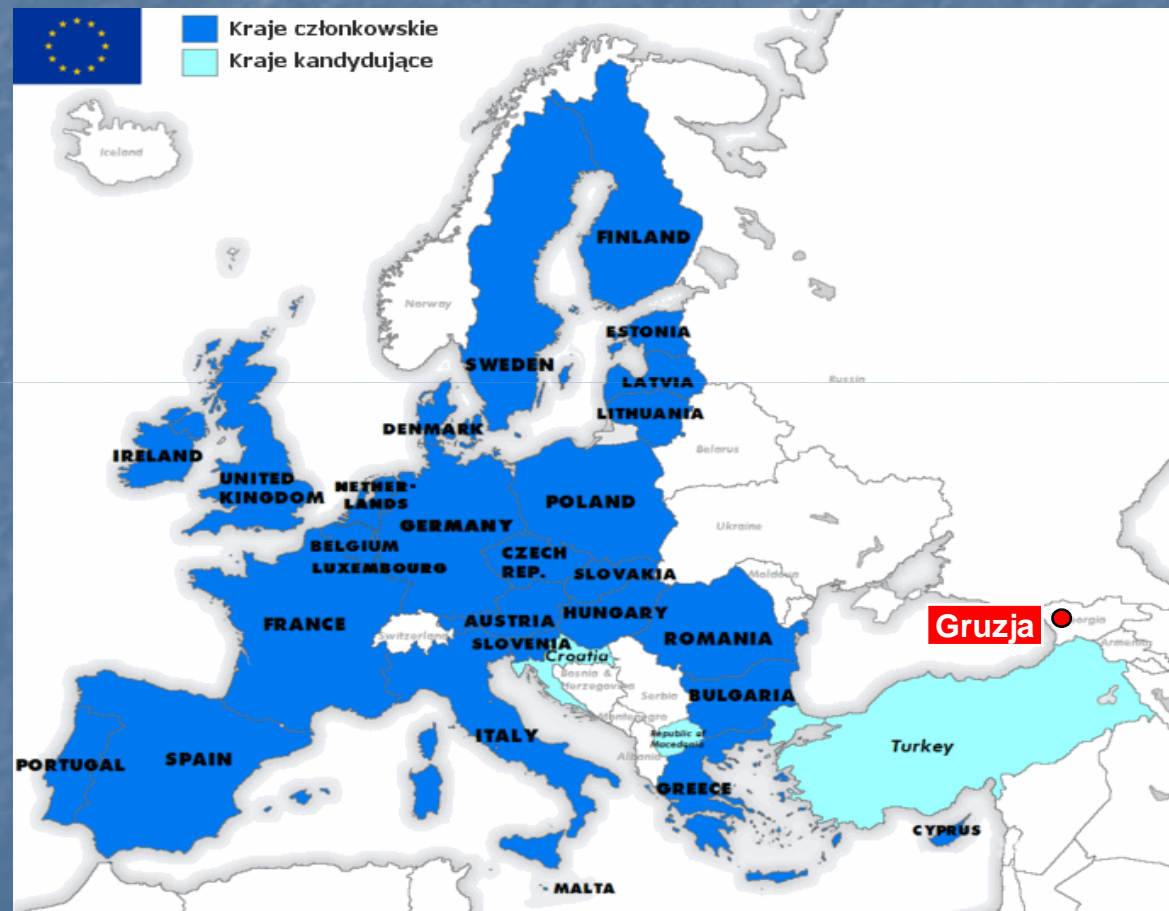 Kraje członkowskie
Kraje kandydujące
Iceland
FINLAND
Norway
ESTONIA
SWEDEN
LATVIA
Russia
LITHUANIA
DENMARK
Belarus
IRELAND
UNITED
KINGDOM
NETHER-
LANDS
POLAND
GERMANY
Ukraine
BELGIUM
LUXEMBOURG
CZECH
REP.
SLOVAKIA
Moldova
FRANCE
AUSTRIA
HUNGARY
Switzerland
SLOVENIA
ROMANIA
Gruzja
Georgia
Armenia
Croatia
Bosnia &
Herzegovina
Serbia
BULGARIA
Montenegro
ITALY
Republic of
Macedonia
Albania
Turkey
PORTUGAL
SPAIN
GREECE
CYPRUS
MALTA